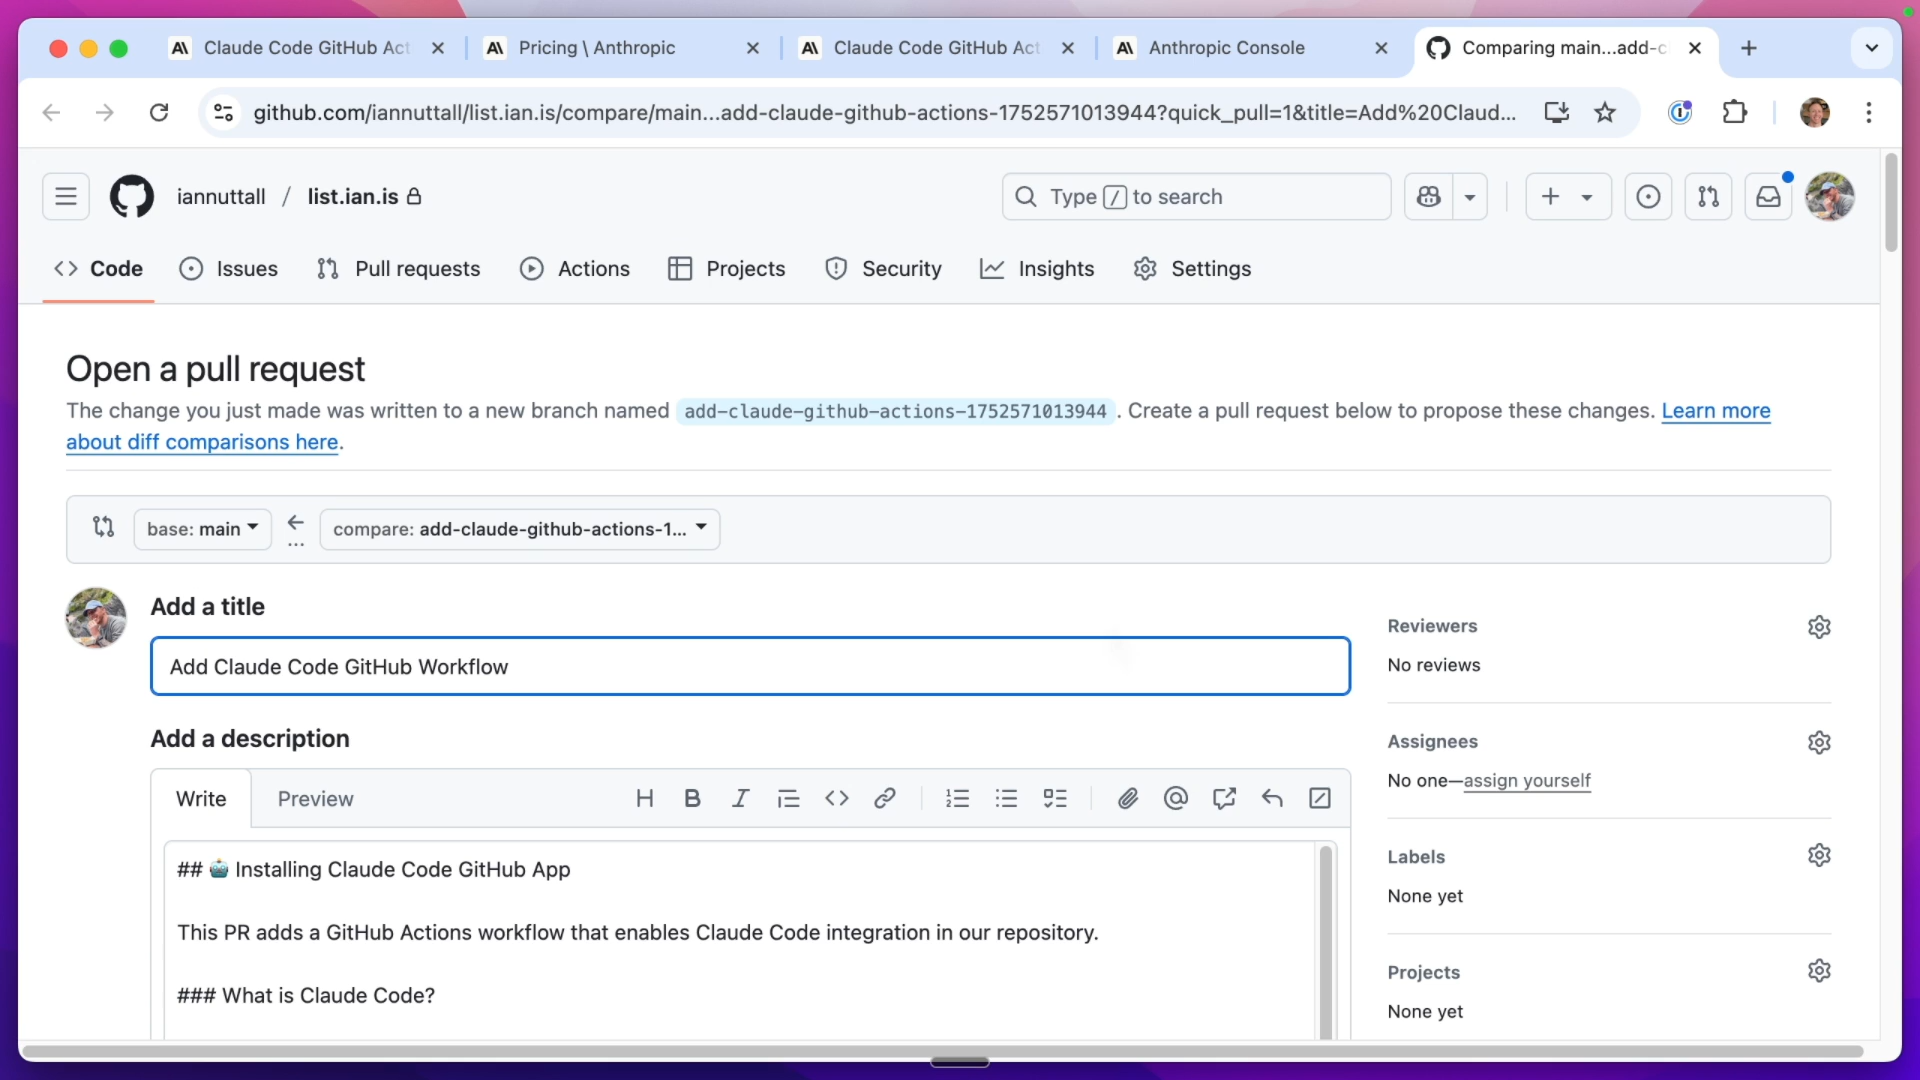 Claude Code GitHub Act
Pricing \ Anthropic
Claude Code GitHub Act
Anthropic Console
Comparing main...add-c
github.com/iannuttall/list.ian.is/compare/main...add-claude-github-actions-1752571013944?quick_pull=1&title=Add%20Claud...
iannuttall / list.ian.is
Type / to search
Code
Issues
Pull requests
Actions
Projects
Security
Insights
Settings
Open a pull request
The change you just made was written to a new branch named add-claude-github-actions-1752571013944. Create a pull request below to propose these changes. Learn more
about diff comparisons here.
base: main
...
compare: add-claude-github-actions-1...
Add a title
Add Claude Code GitHub Workflow
Add a description
Write
Preview
## 🤖 Installing Claude Code GitHub App
This PR adds a GitHub Actions workflow that enables Claude Code integration in our repository.
### What is Claude Code?
Reviewers
No reviews
Assignees
No one—assign yourself
Labels
None yet
Projects
None yet